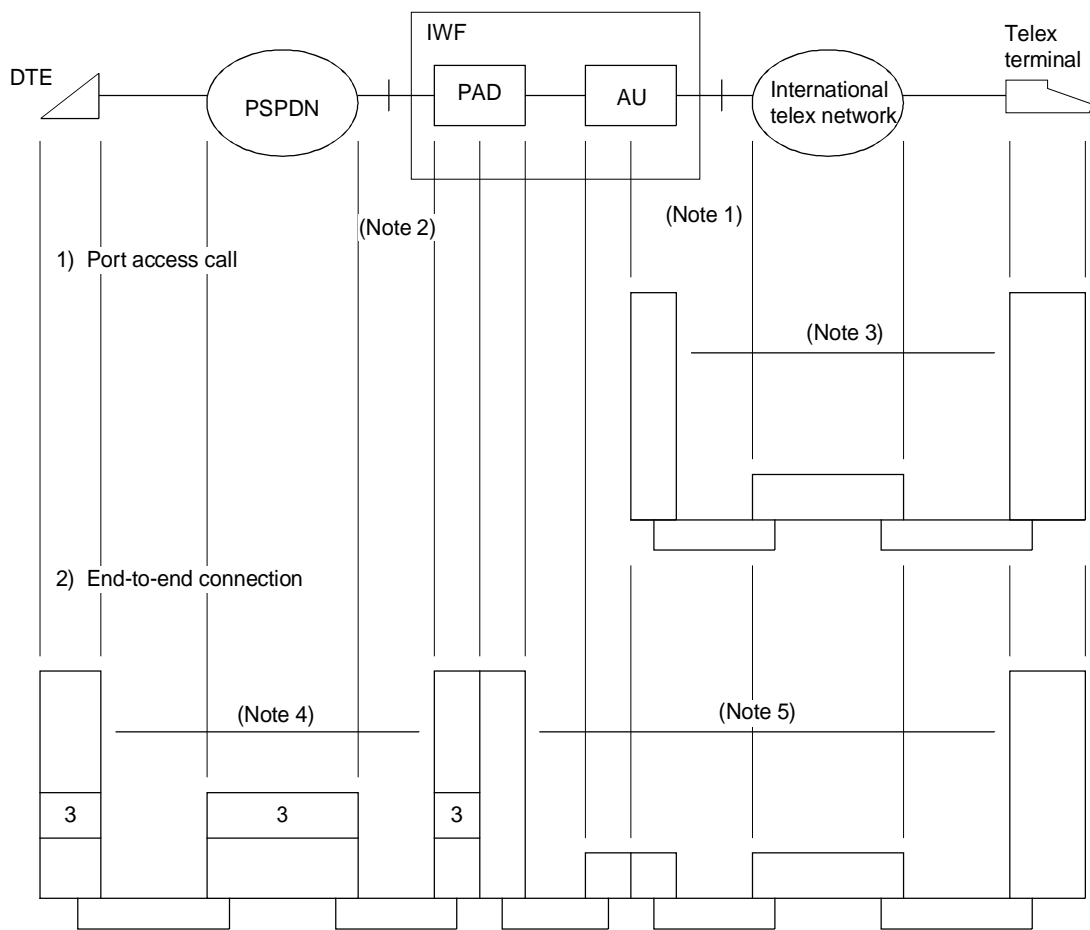 IWF
Telex
terminal
DTE
PSPDN
PAD
AU
International
telex network
(Note 2)
(Note 1)
1) Port access call
(Note 3)
2) End-to-end connection
(Note 4)
(Note 5)
3
3
3